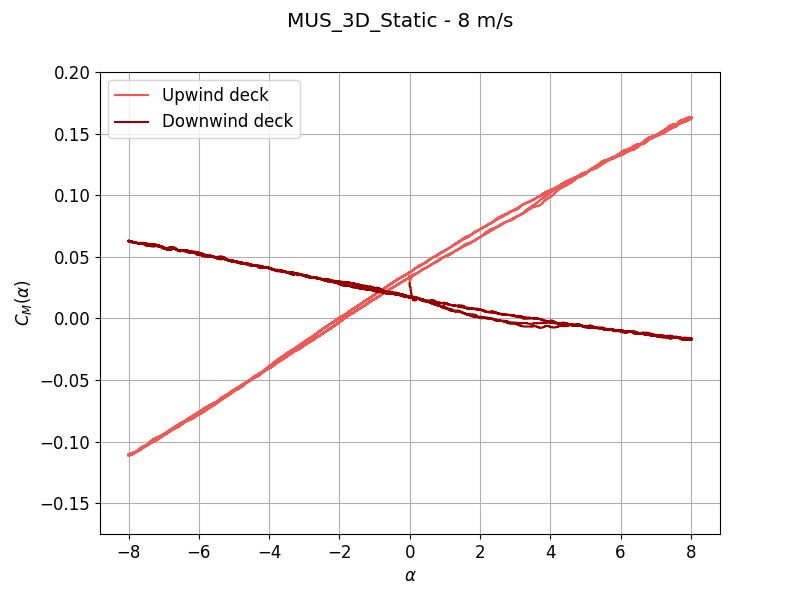 MUS_3D_Static - 8 m/s
Upwind deck
Downwind deck
0.20
0.15
0.10
0.05
0.00
−0.05
−0.10
−0.15
C_M(α)
−8 −6 −4 −2 0 2 4 6 8
α